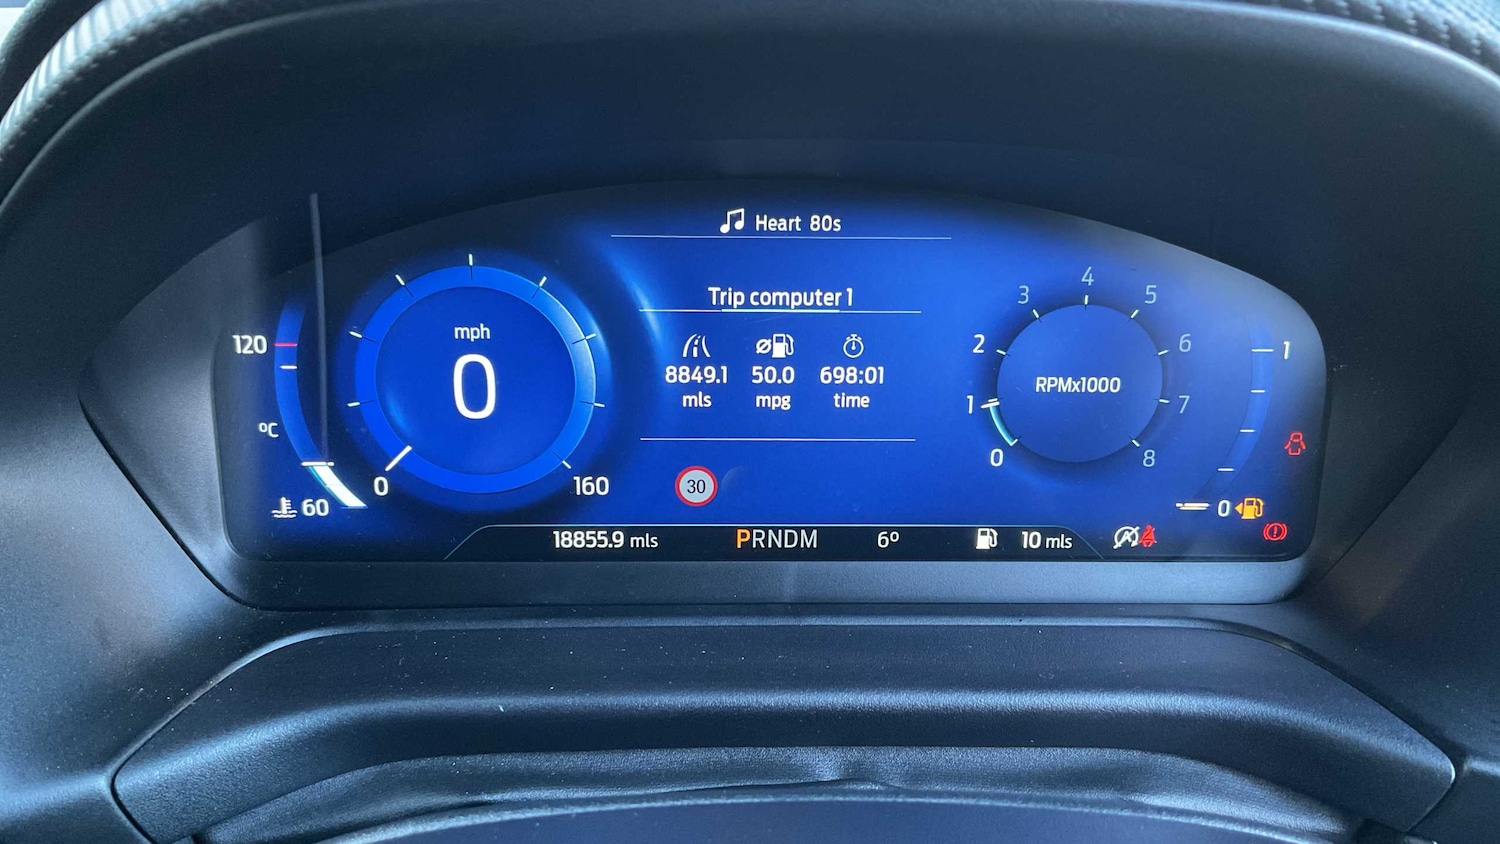 Heart 80s
Trip computer 1
8849.1 50.0 698:01
mls mpg time
30
mph
0
0 160
120
ºC
60
RPMx1000
0 1 2 3 4 5 6 7 8
1
0
18855.9 mls PRNDM 6º 10 mls